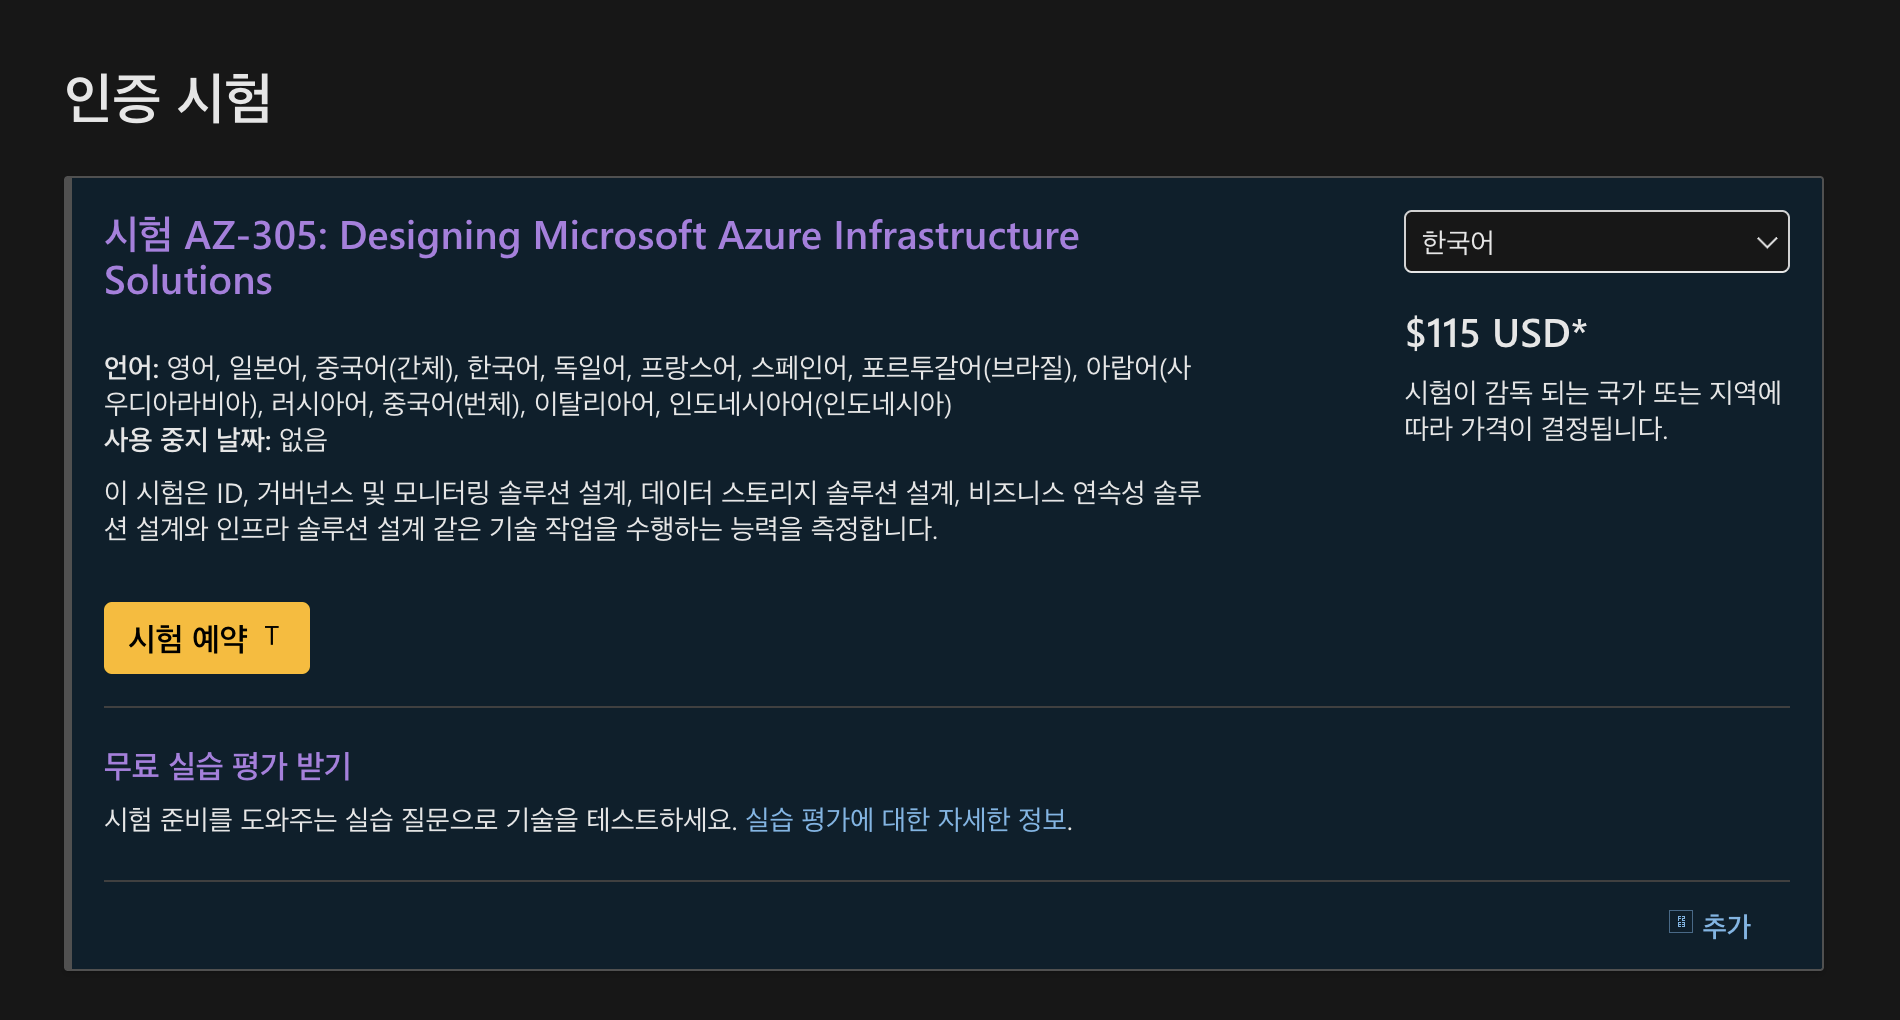 인증 시험
시험 AZ-305: Designing Microsoft Azure Infrastructure
Solutions
한국어
$115 USD*
시험이 감독 되는 국가 또는 지역에
따라 가격이 결정됩니다.
언어: 영어, 일본어, 중국어(간체), 한국어, 독일어, 프랑스어, 스페인어, 포르투갈어(브라질), 아랍어(사
우디아라비아), 러시아어, 중국어(번체), 이탈리아어, 인도네시아어(인도네시아)
사용 중지 날짜: 없음
이 시험은 ID, 거버넌스 및 모니터링 솔루션 설계, 데이터 스토리지 솔루션 설계, 비즈니스 연속성 솔루
션 설계와 인프라 솔루션 설계 같은 기술 작업을 수행하는 능력을 측정합니다.
시험 예약 T
무료 실습 평가 받기
시험 준비를 도와주는 실습 질문으로 기술을 테스트하세요. 실습 평가에 대한 자세한 정보.
추가